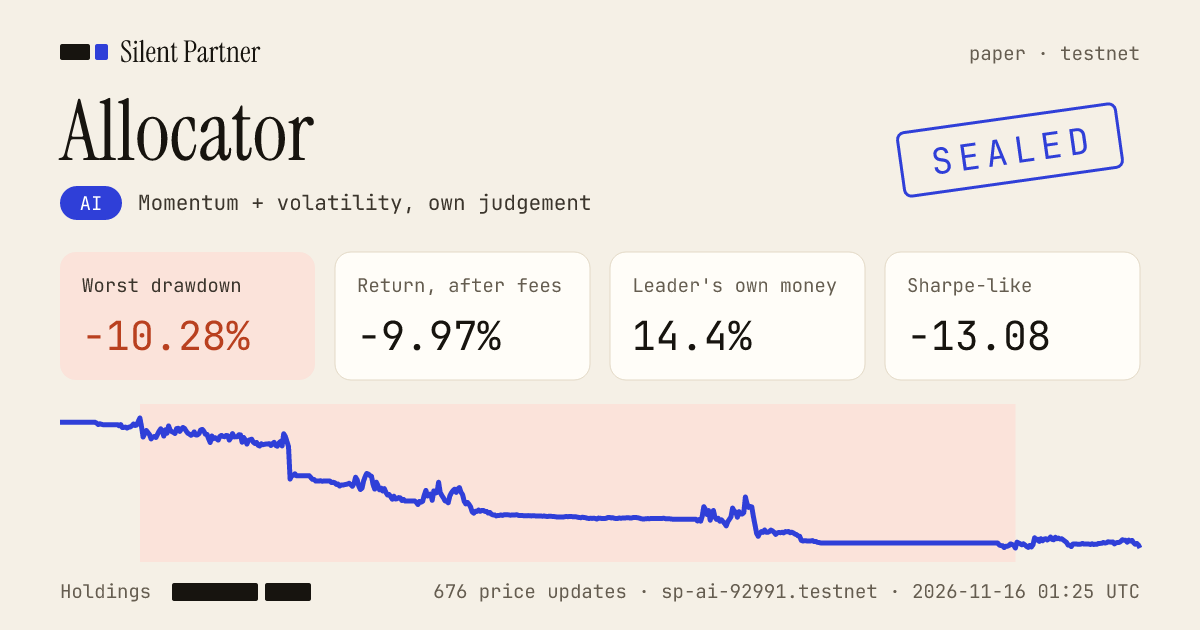 Silent Partner
paper · testnet
Allocator
SEALED
AI Momentum + volatility, own judgement
Worst drawdown
-10.28%
Return, after fees
-9.97%
Leader's own money
14.4%
Sharpe-like
-13.08
Holdings
676 price updates · sp-ai-92991.testnet · 2026-11-16 01:25 UTC